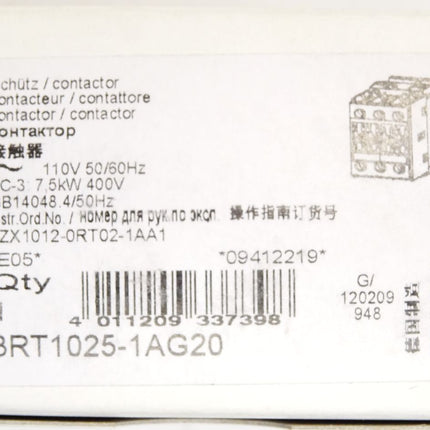 chütz / contactor
ontacteur / contattore
ontactor / contactor
онтактор
接触器
~ 110V 50/60Hz
C-3: 7,5kW 400V
B14048.4/50Hz
str.Ord.No./ номер для рук.по эксп. 操作指南订货号
ZX1012-0RT02-1AA1
E05* *09412219*
Qty
G/
120209
948
4 011209 337398
3RT1025-1AG20